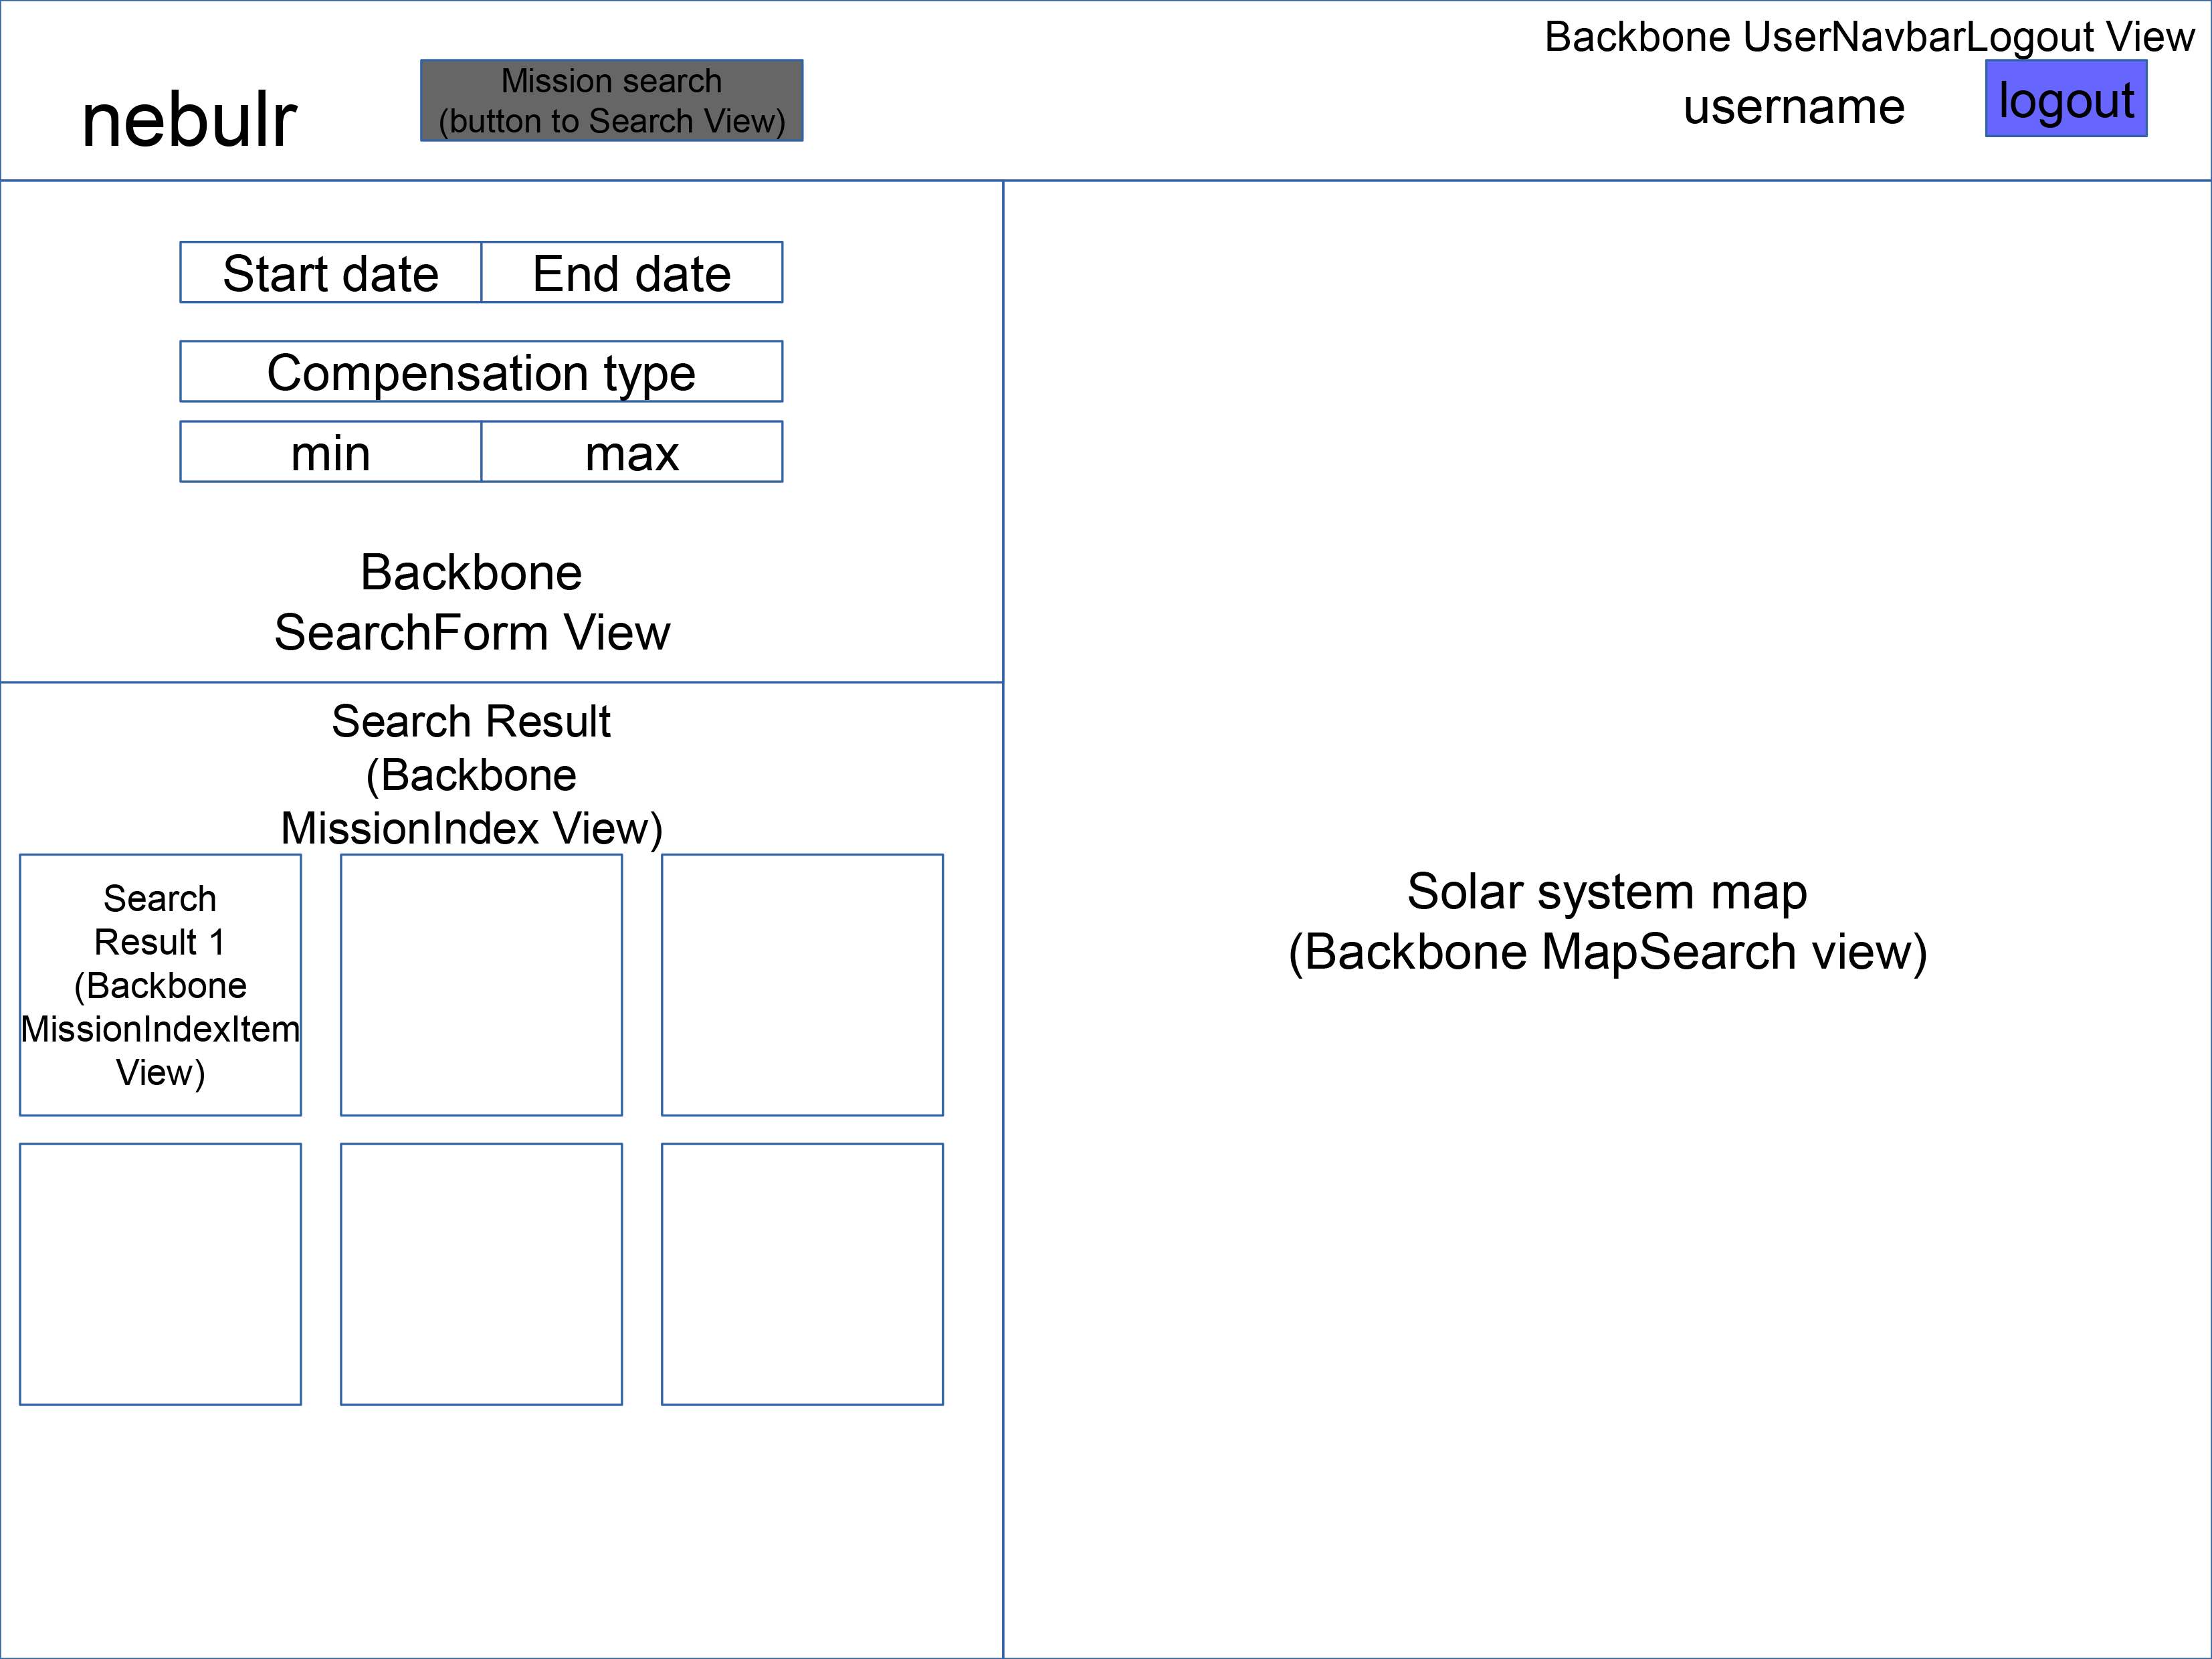 Backbone UserNavbarLogout View
nebulr
Mission search
(button to Search View)
username
logout
Start date
End date
Compensation type
min
max
Backbone
SearchForm View
Search Result
(Backbone
MissionIndex View)
Search
Result 1
(Backbone
MissionIndexItem
View)
Solar system map
(Backbone MapSearch view)